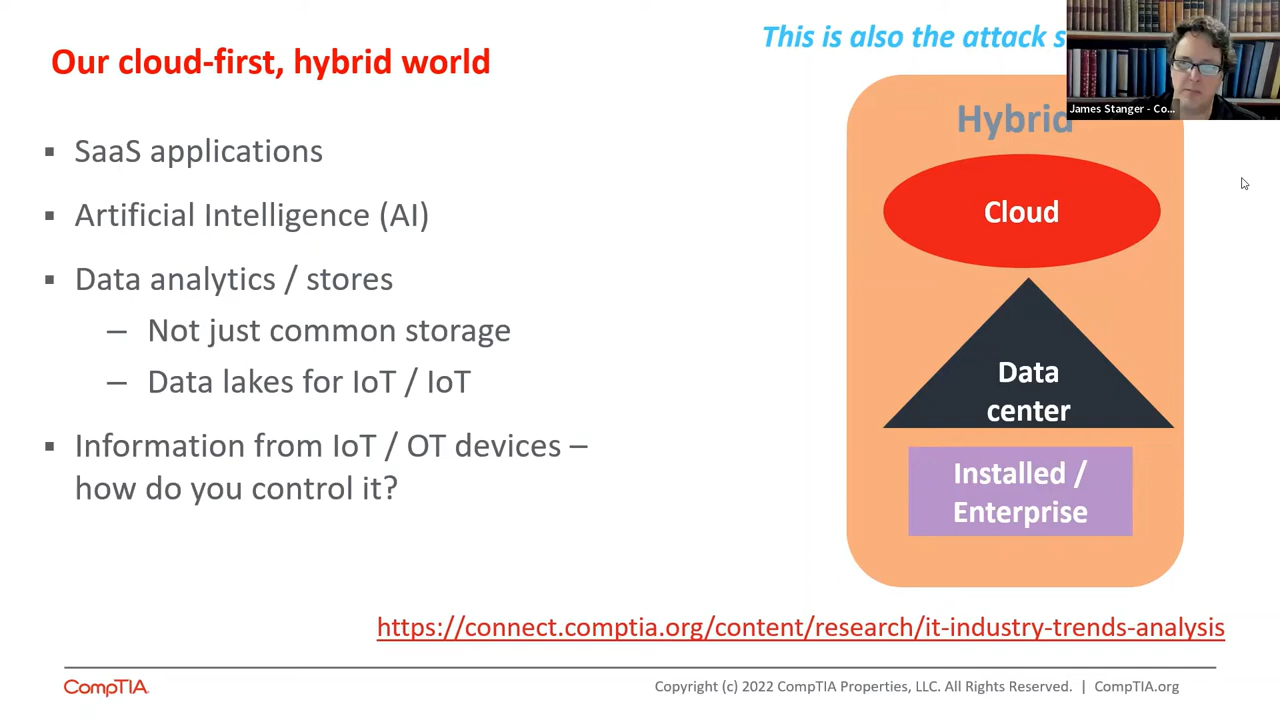 Our cloud-first, hybrid world
This is also the attack
James Stanger - Co...
▪ SaaS applications
▪ Artificial Intelligence (AI)
▪ Data analytics / stores
– Not just common storage
– Data lakes for IoT / IoT
▪ Information from IoT / OT devices –
how do you control it?
Hybrid
Cloud
Data
center
Installed /
Enterprise
https://connect.comptia.org/content/research/it-industry-trends-analysis
CompTIA.
Copyright (c) 2022 CompTIA Properties, LLC. All Rights Reserved. | CompTIA.org